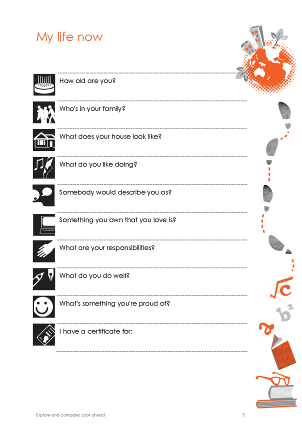 My life now
How old are you?
Who's in your family?
What does your house look like?
What do you like doing?
Somebody would describe you as?
Something you own that you love is?
What are your responsibilities?
What do you do well?
What's something you're proud of?
I have a certificate for:
√c
b²
a
Explore and compare: Look ahead
5